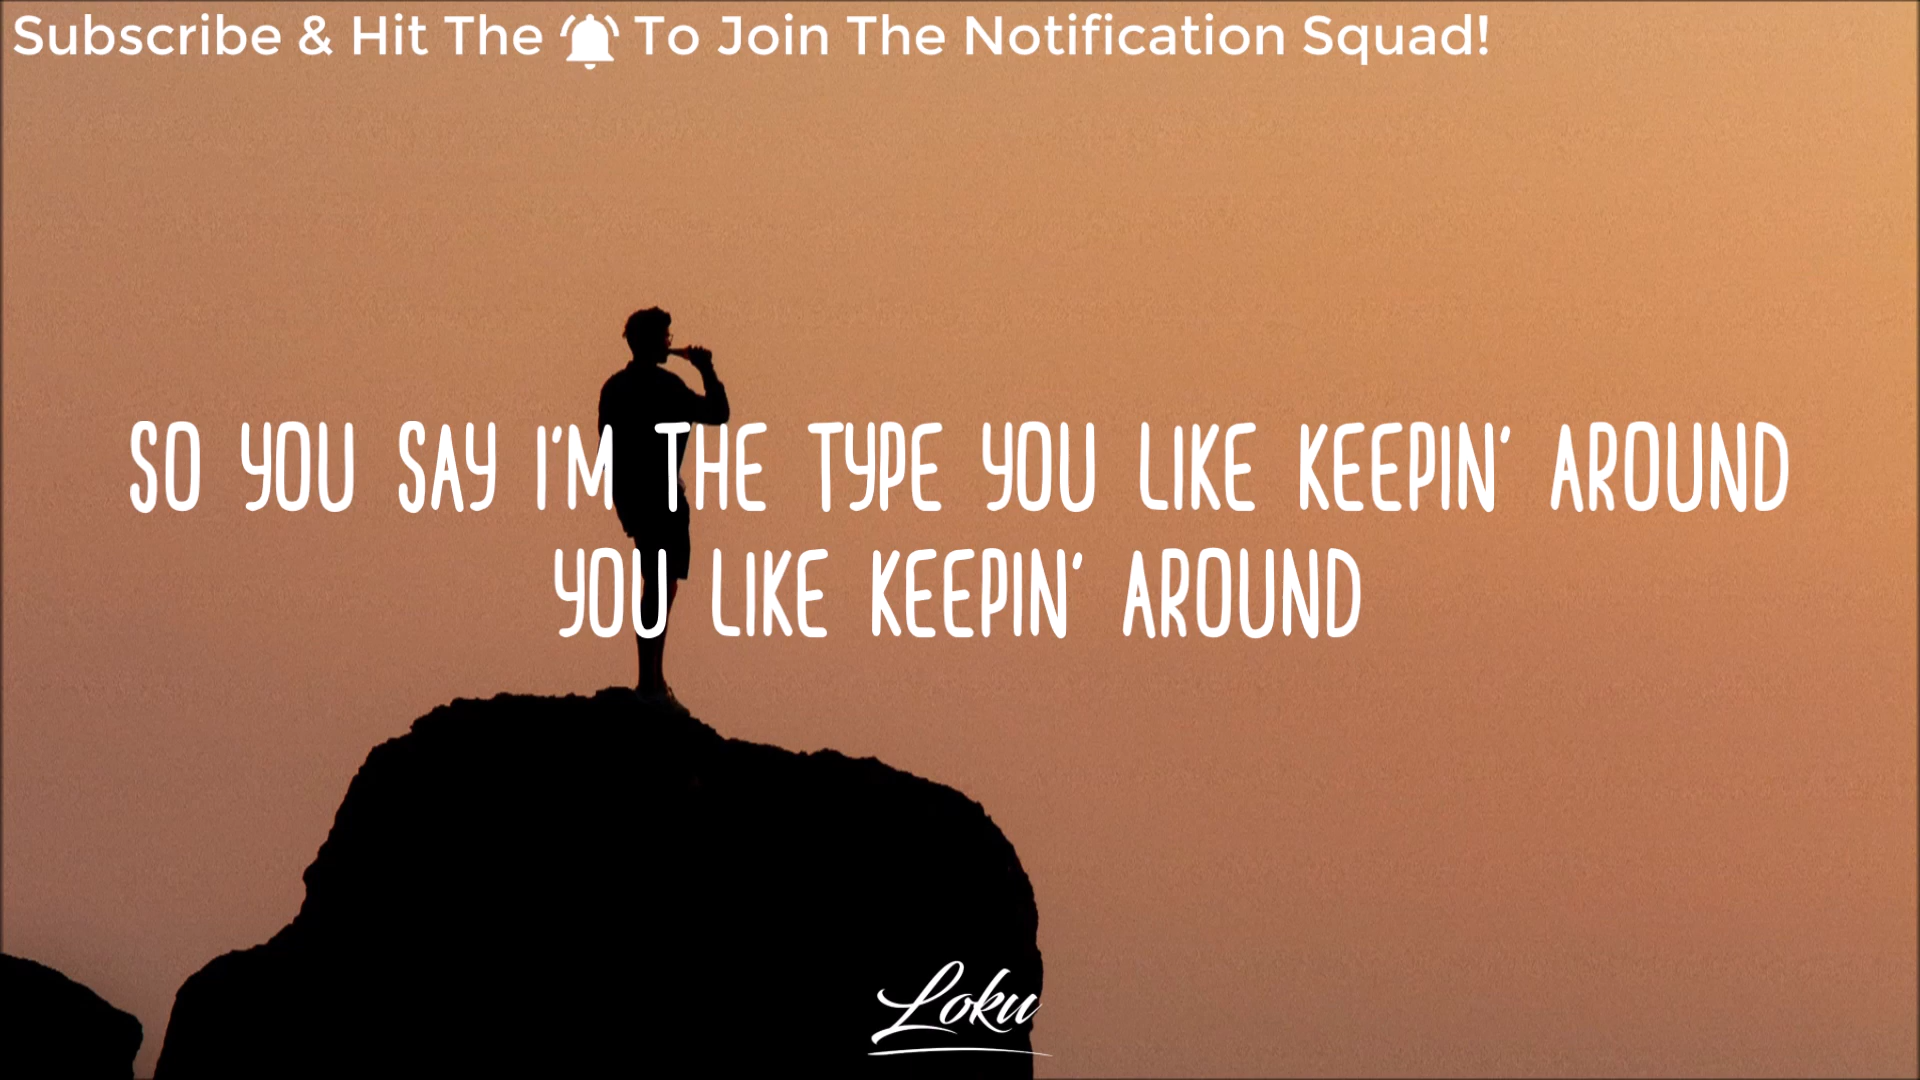 Subscribe & Hit The To Join The Notification Squad!
SO YOU SAY I'M THE TYPE YOU LIKE KEEPIN' AROUND
YOU LIKE KEEPIN' AROUND
Loku